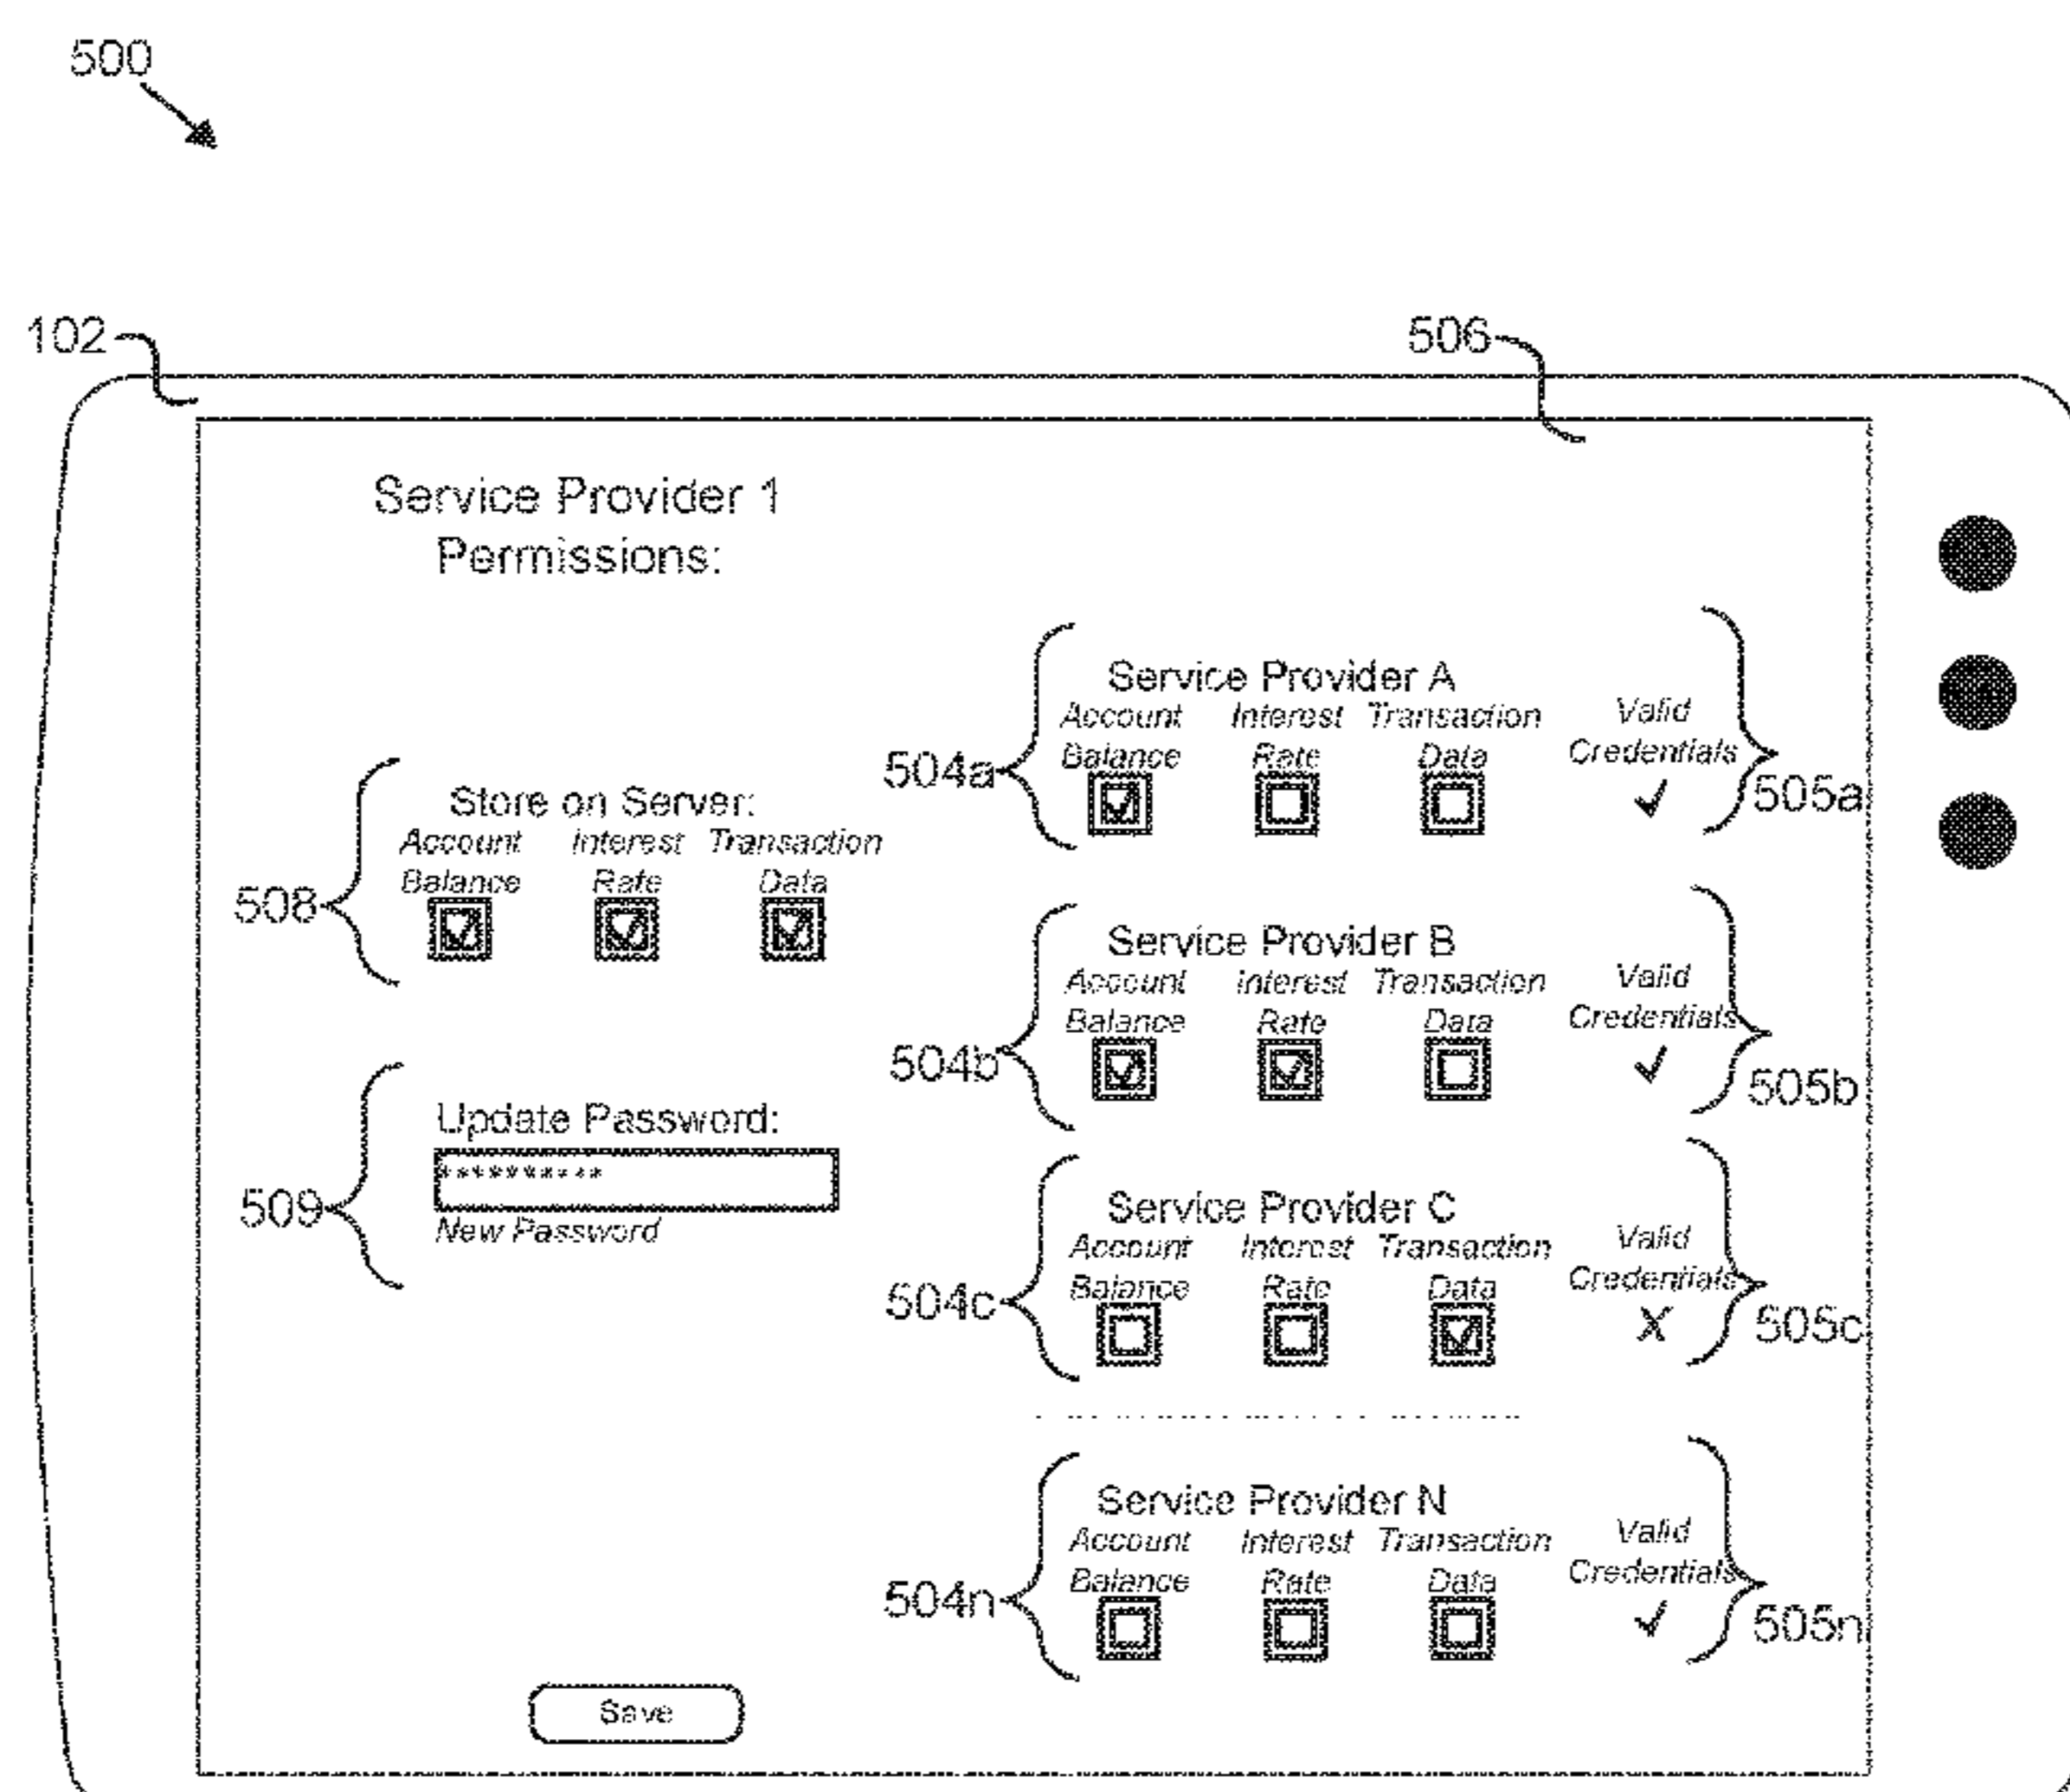 500
102
506
Service Provider 1
Permissions:
508
Store on Server:
Account Interest Transaction
Balance Rate Data
509
Update Password:
**********
New Password
Save
504a
Service Provider A
Account Interest Transaction Valid
Balance Rate Data Credentials
505a
504b
Service Provider B
Account Interest Transaction Valid
Balance Rate Data Credentials
505b
504c
Service Provider C
Account Interest Transaction Valid
Balance Rate Data Credentials
X
505c
504n
Service Provider N
Account Interest Transaction Valid
Balance Rate Data Credentials
505n